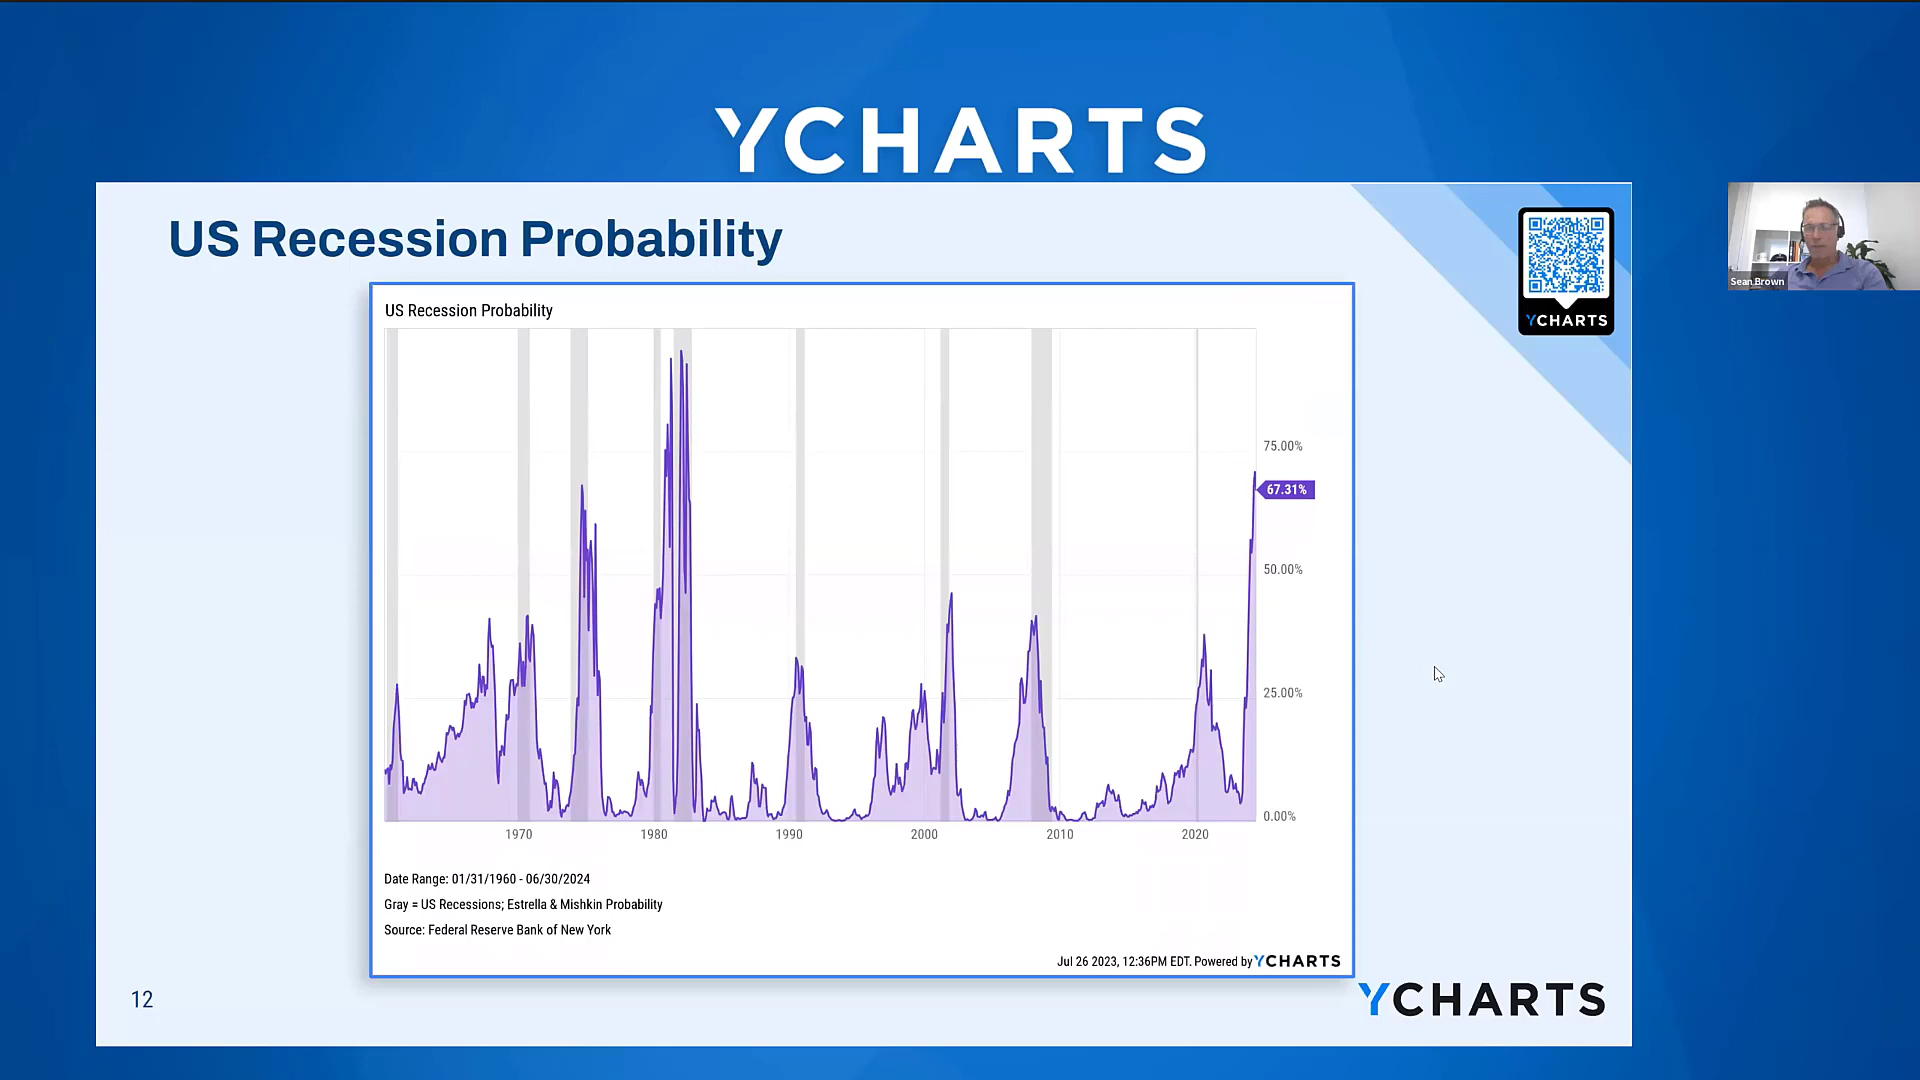 YCHARTS
US Recession Probability
YCHARTS
Sean Brown
US Recession Probability
75.00%
67.31%
50.00%
25.00%
0.00%
1970 1980 1990 2000 2010 2020
Date Range: 01/31/1960 - 06/30/2024
Gray = US Recessions; Estrella & Mishkin Probability
Source: Federal Reserve Bank of New York
Jul 26 2023, 12:36PM EDT. Powered by YCHARTS
12
YCHARTS